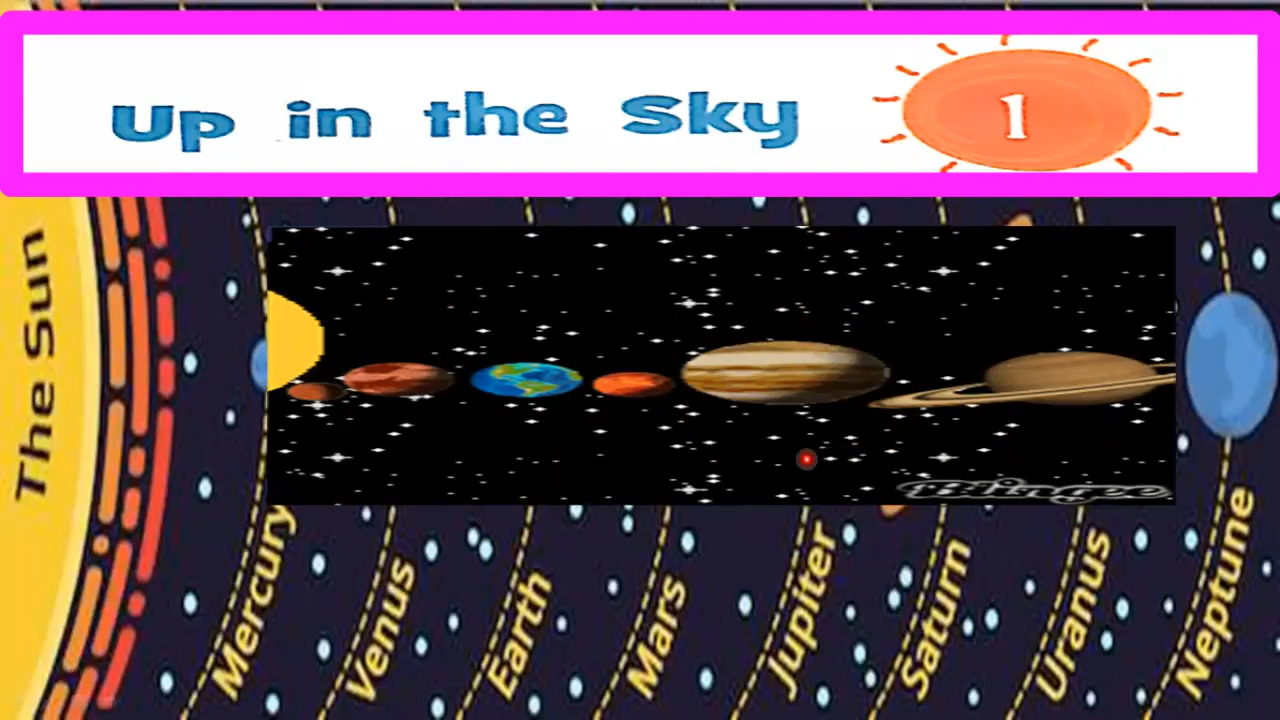 Up in the Sky 1
The Sun
Mercury
Venus
Earth
Mars
Jupiter
Saturn
Uranus
Neptune
Blingee